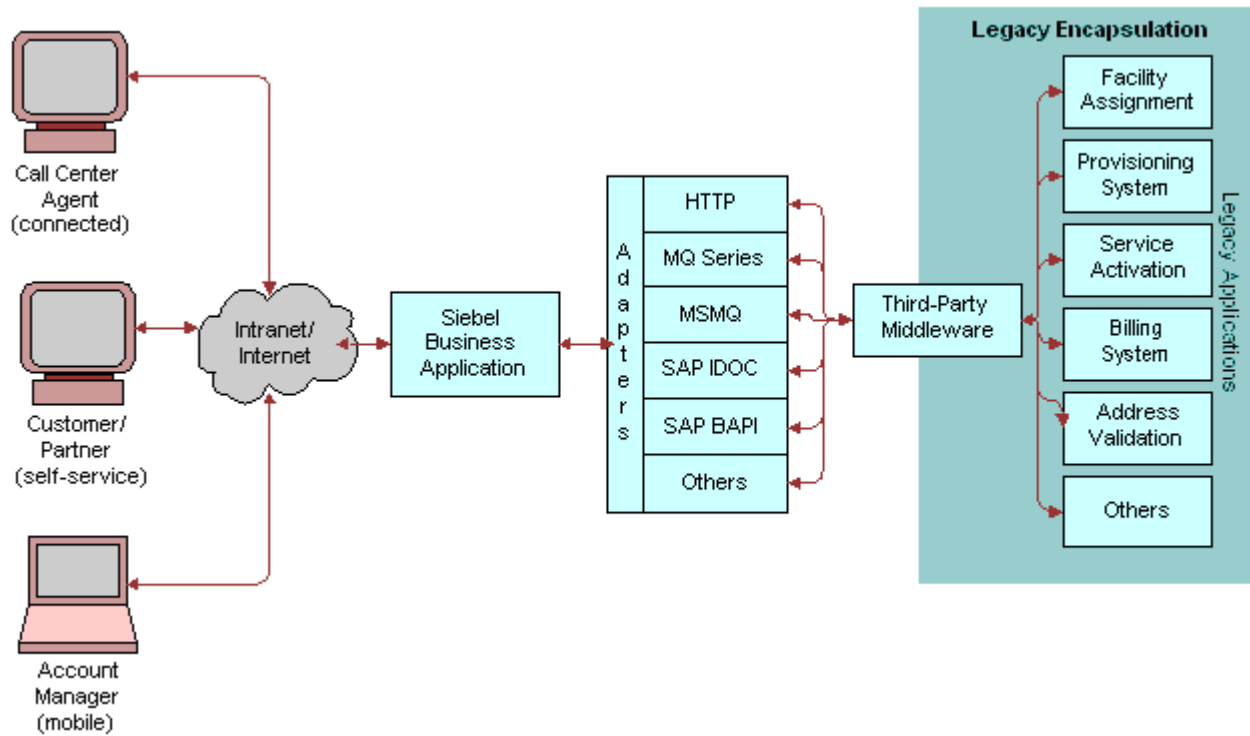 Legacy Encapsulation
Call Center
Agent
(connected)
Customer/
Partner
(self-service)
Account
Manager
(mobile)
Intranet/
Internet
Siebel
Business
Application
Adapters
HTTP
MQ Series
MSMQ
SAP IDOC
SAP BAPI
Others
Third-Party
Middleware
Facility
Assignment
Provisioning
System
Service
Activation
Billing
System
Address
Validation
Others
Legacy Applications